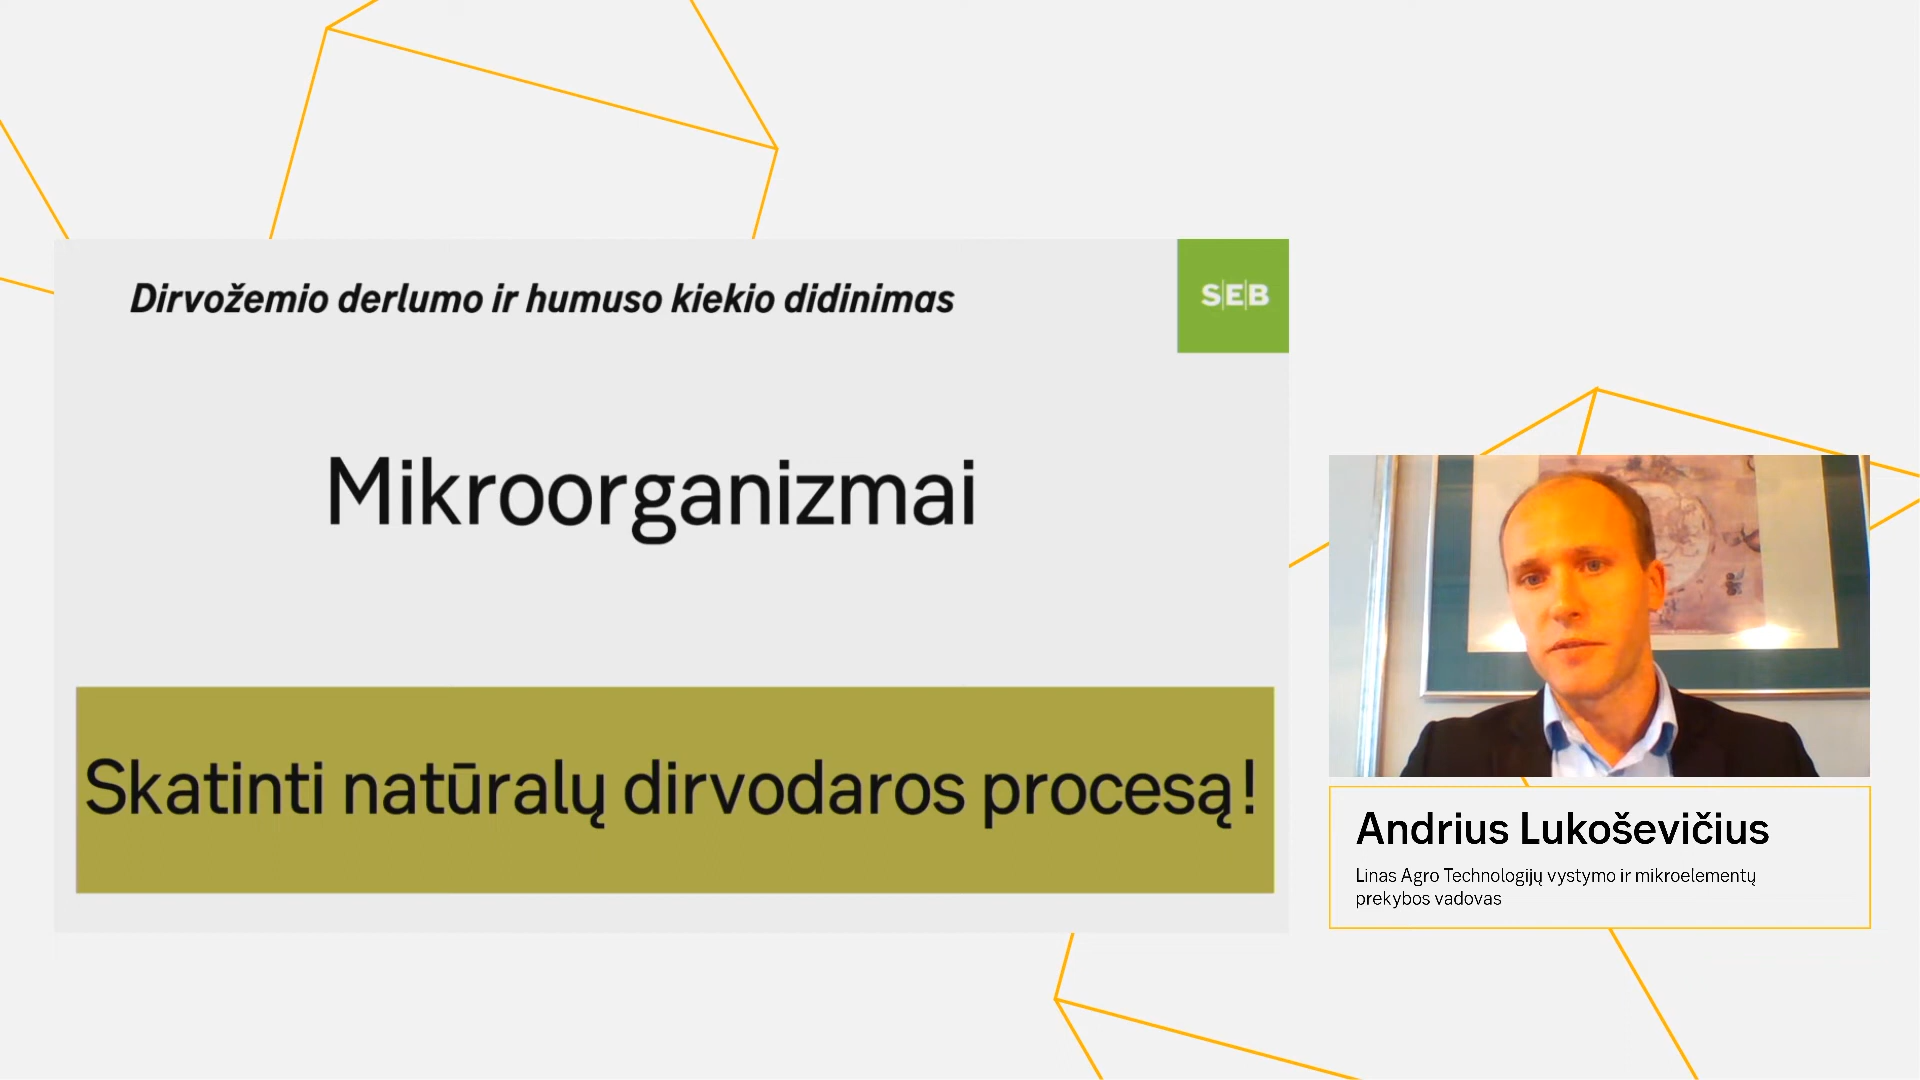 Dirvožemio derlumo ir humuso kiekio didinimas
SEB
Mikroorganizmai
Skatinti natūralų dirvodaros procesą!
Andrius Lukoševičius
Linas Agro Technologijų vystymo ir mikroelementų
prekybos vadovas